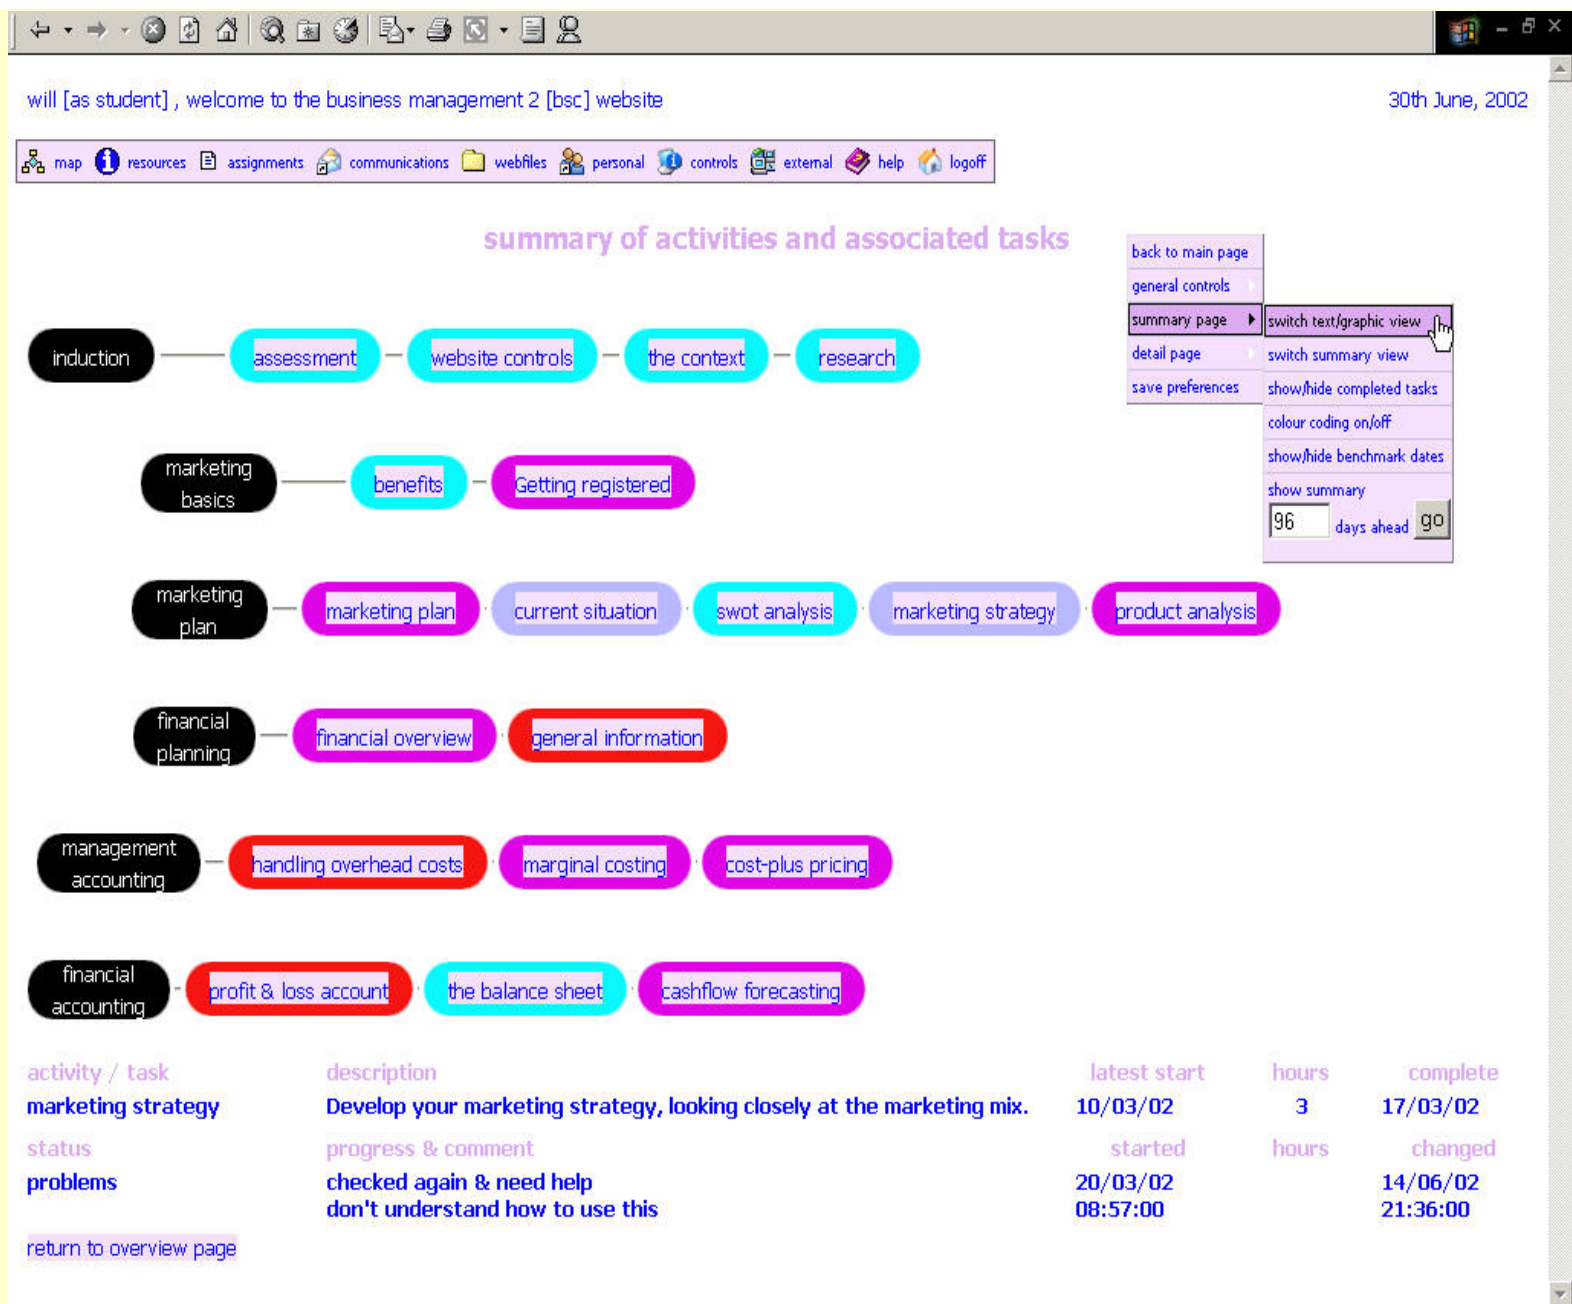 will [as student] , welcome to the business management 2 [bsc] website 30th June, 2002
map resources assignments communications webfiles personal controls external help logoff
summary of activities and associated tasks
back to main page
general controls
summary page
detail page
save preferences
switch text/graphic view
switch summary view
show/hide completed tasks
colour coding on/off
show/hide benchmark dates
show summary
96 days ahead go
induction assessment website controls the context research
marketing
basics
benefits Getting registered
marketing
plan
marketing plan current situation swot analysis marketing strategy product analysis
financial
planning
financial overview general information
management
accounting
handling overhead costs marginal costing cost-plus pricing
financial
accounting
profit & loss account the balance sheet cashflow forecasting
activity / task description latest start hours complete
marketing strategy Develop your marketing strategy, looking closely at the marketing mix. 10/03/02 3 17/03/02
status progress & comment started hours changed
problems checked again & need help 20/03/02 14/06/02
don't understand how to use this 08:57:00 21:36:00
return to overview page